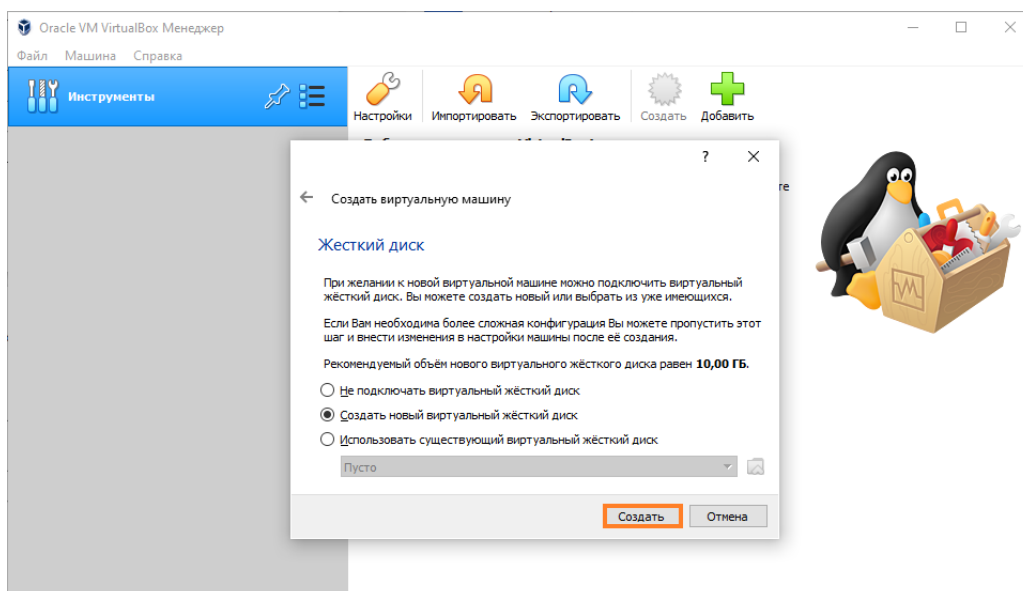 Oracle VM VirtualBox Менеджер
Файл Машина Справка
Инструменты
Настройки Импортировать Экспортировать Создать Добавить
?
те
Создать виртуальную машину
Жесткий диск
При желании к новой виртуальной машине можно подключить виртуальный
жёсткий диск. Вы можете создать новый или выбрать из уже имеющихся.
Если Вам необходима более сложная конфигурация Вы можете пропустить этот
шаг и внести изменения в настройки машины после её создания.
Рекомендуемый объём нового виртуального жёсткого диска равен 10,00 ГБ.
Не подключать виртуальный жёсткий диск
Создать новый виртуальный жёсткий диск
Использовать существующий виртуальный жёсткий диск
Пусто
Создать Отмена